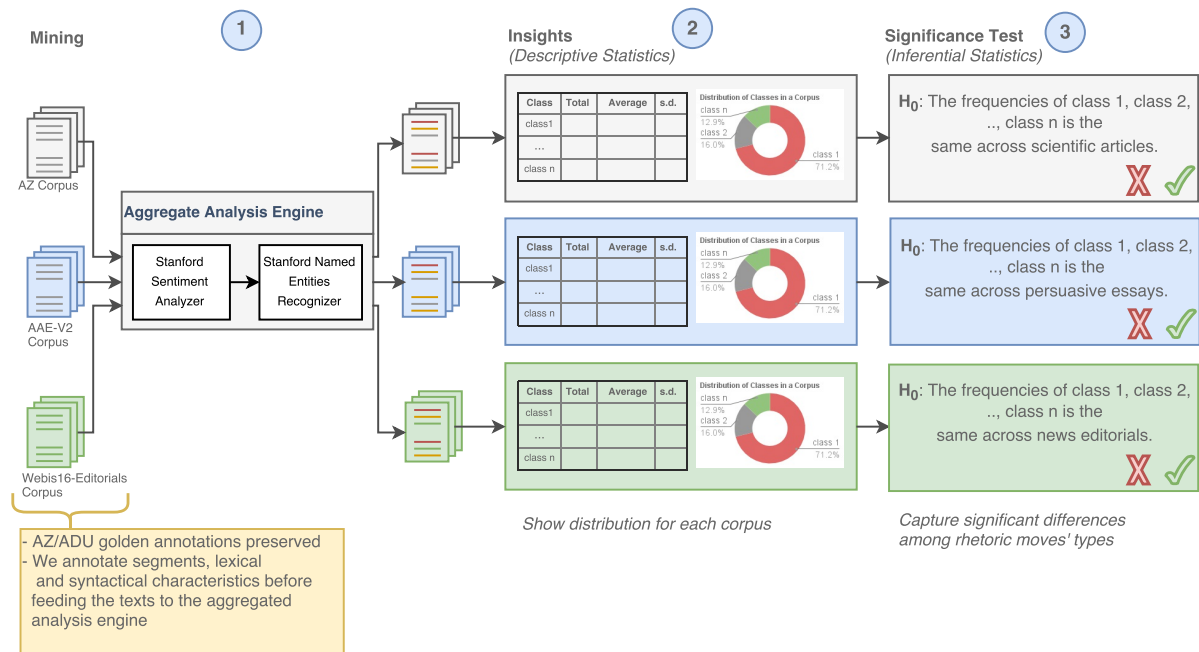 Mining
1
AZ Corpus
AAE-V2
Corpus
Webis16-Editorials
Corpus
Aggregate Analysis Engine
Stanford
Sentiment
Analyzer
Stanford Named
Entities
Recognizer
- AZ/ADU golden annotations preserved
- We annotate segments, lexical
and syntactical characteristics before
feeding the texts to the aggregated
analysis engine
Insights
(Descriptive Statistics)
2
Class Total Average s.d.
class1
...
class n
Distribution of Classes in a Corpus
class n
12.9%
class 2
16.0%
class 1
71.2%
Class Total Average s.d.
class1
...
class n
Distribution of Classes in a Corpus
class n
12.9%
class 2
16.0%
class 1
71.2%
Class Total Average s.d.
class1
...
class n
Distribution of Classes in a Corpus
class n
12.9%
class 2
16.0%
class 1
71.2%
Show distribution for each corpus
Significance Test
(Inferential Statistics)
3
H0: The frequencies of class 1, class 2,
.., class n is the
same across scientific articles.
H0: The frequencies of class 1, class 2,
.., class n is the
same across persuasive essays.
H0: The frequencies of class 1, class 2,
.., class n is the
same across news editorials.
Capture significant differences
among rhetoric moves' types